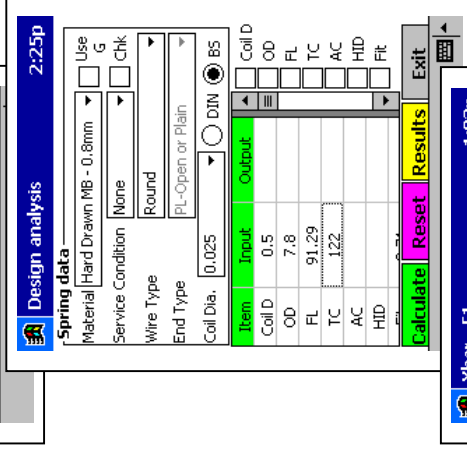 Design analysis 2:25p
Spring data
Material Hard Drawn MB - 0.8mm Use G
Service Condition None Chk
Wire Type Round
End Type PL-Open or Plain
Coil Dia. 0.025 DIN BS
Item Input Output
Coil D 0.5 Coil D
OD 7.8 OD
FL 91.29 FL
TC 122 TC
AC AC
HID HID
Fit
Calculate Reset Results Exit